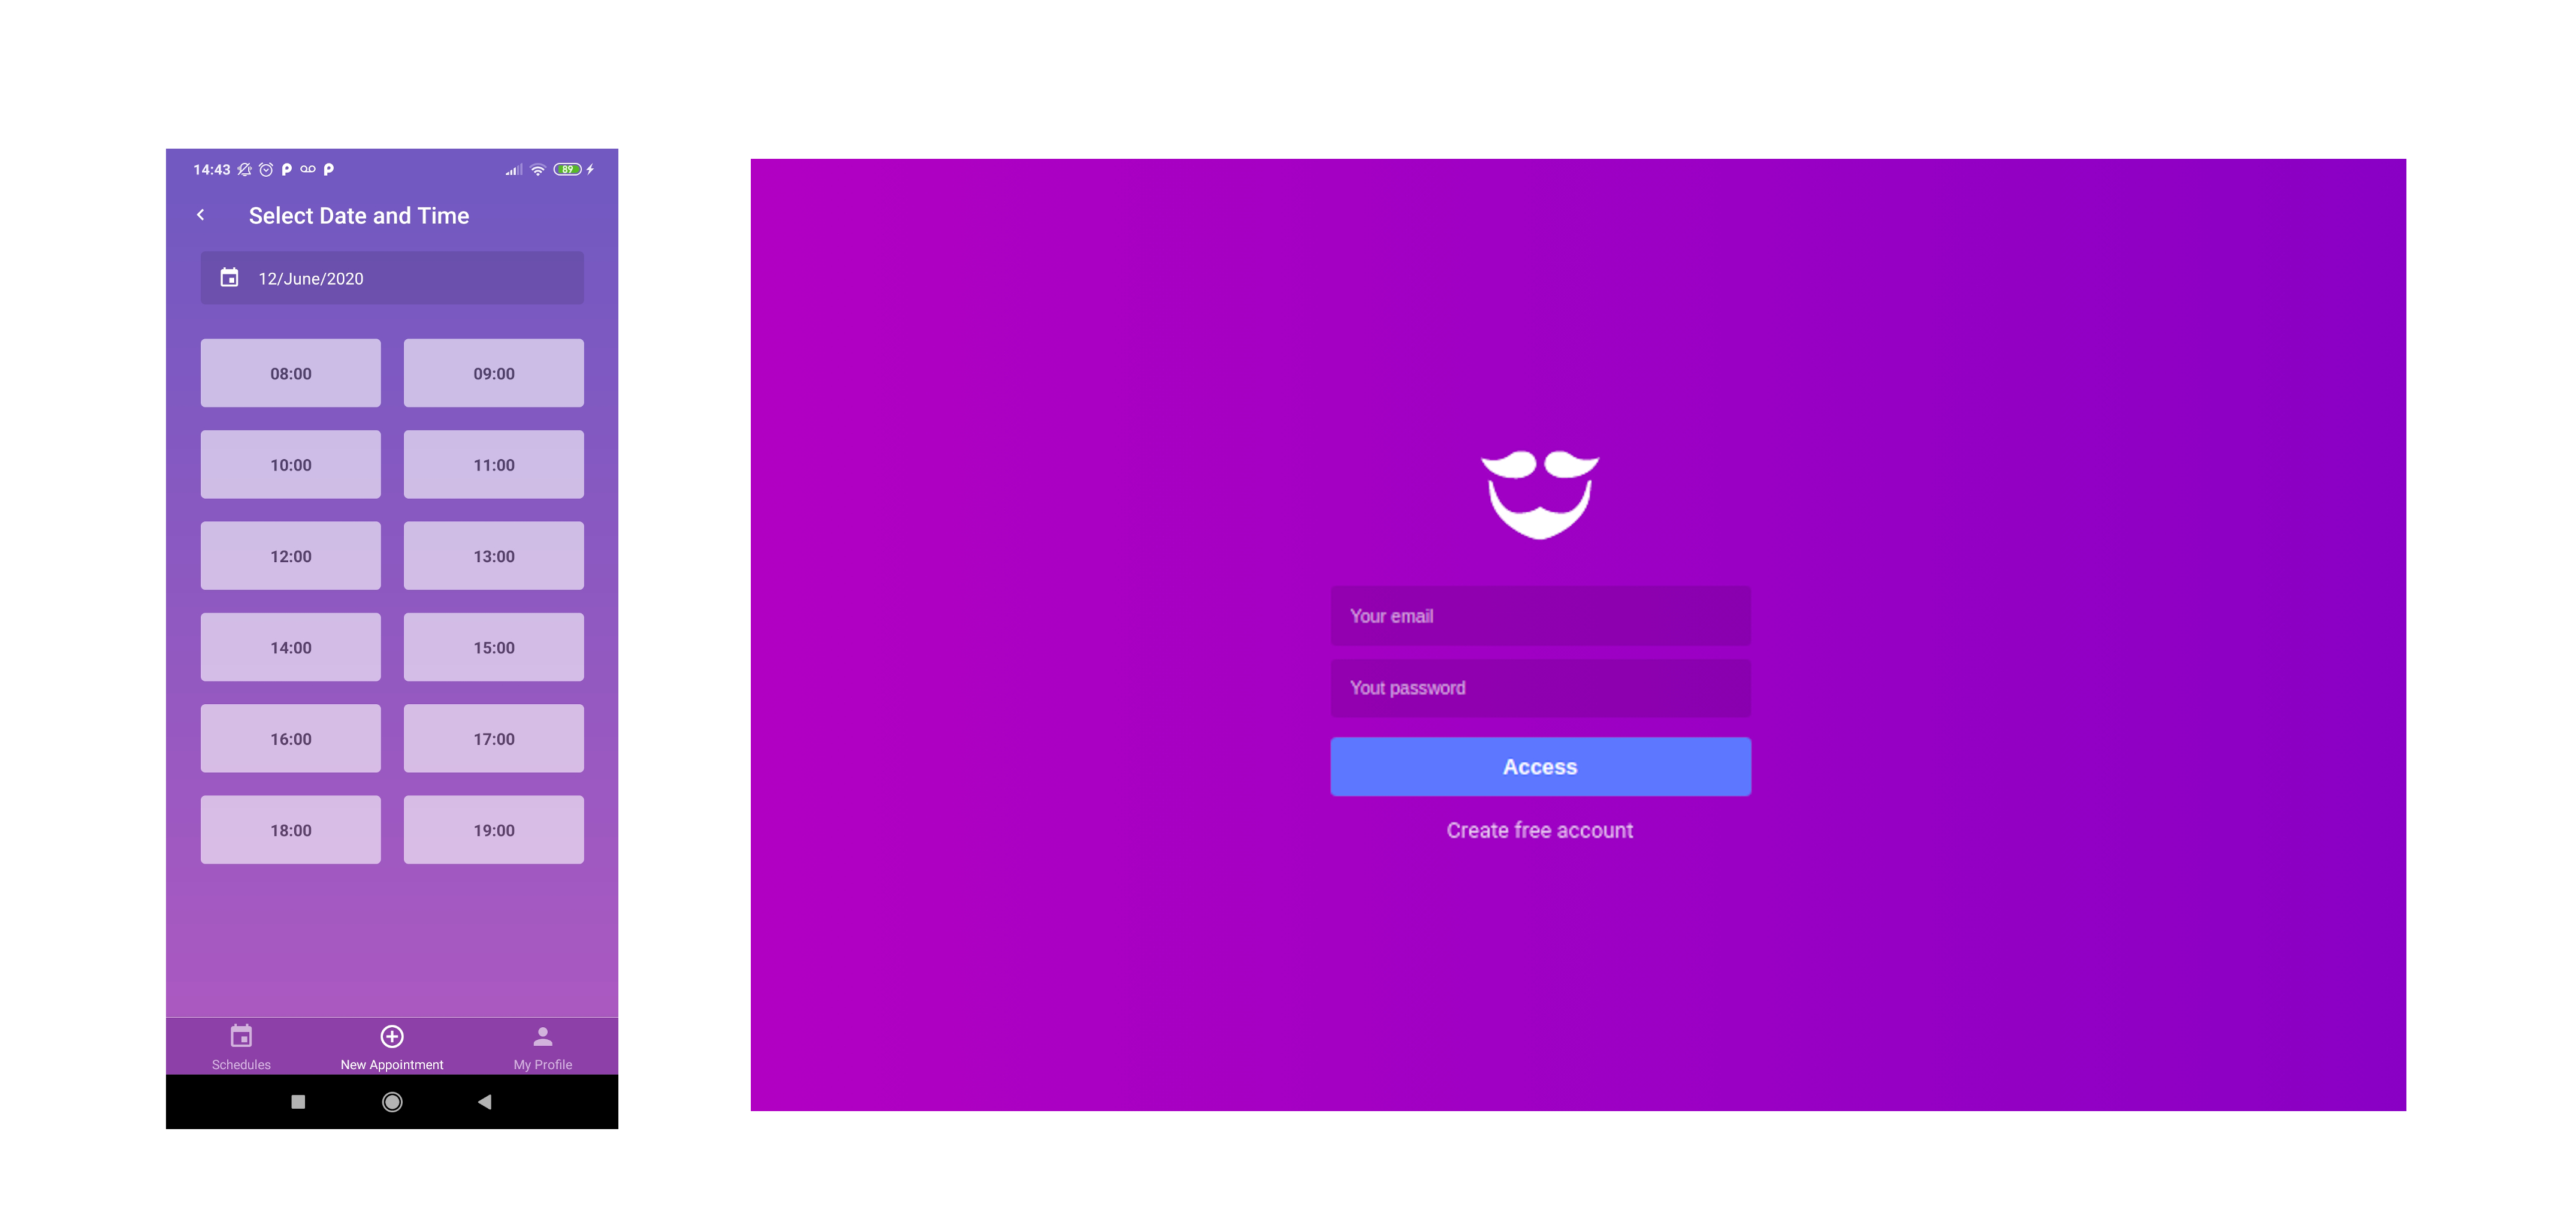 14:43
89
Select Date and Time
12/June/2020
08:00 09:00
10:00 11:00
12:00 13:00
14:00 15:00
16:00 17:00
18:00 19:00
Schedules New Appointment My Profile
Your email
Yout password
Access
Create free account